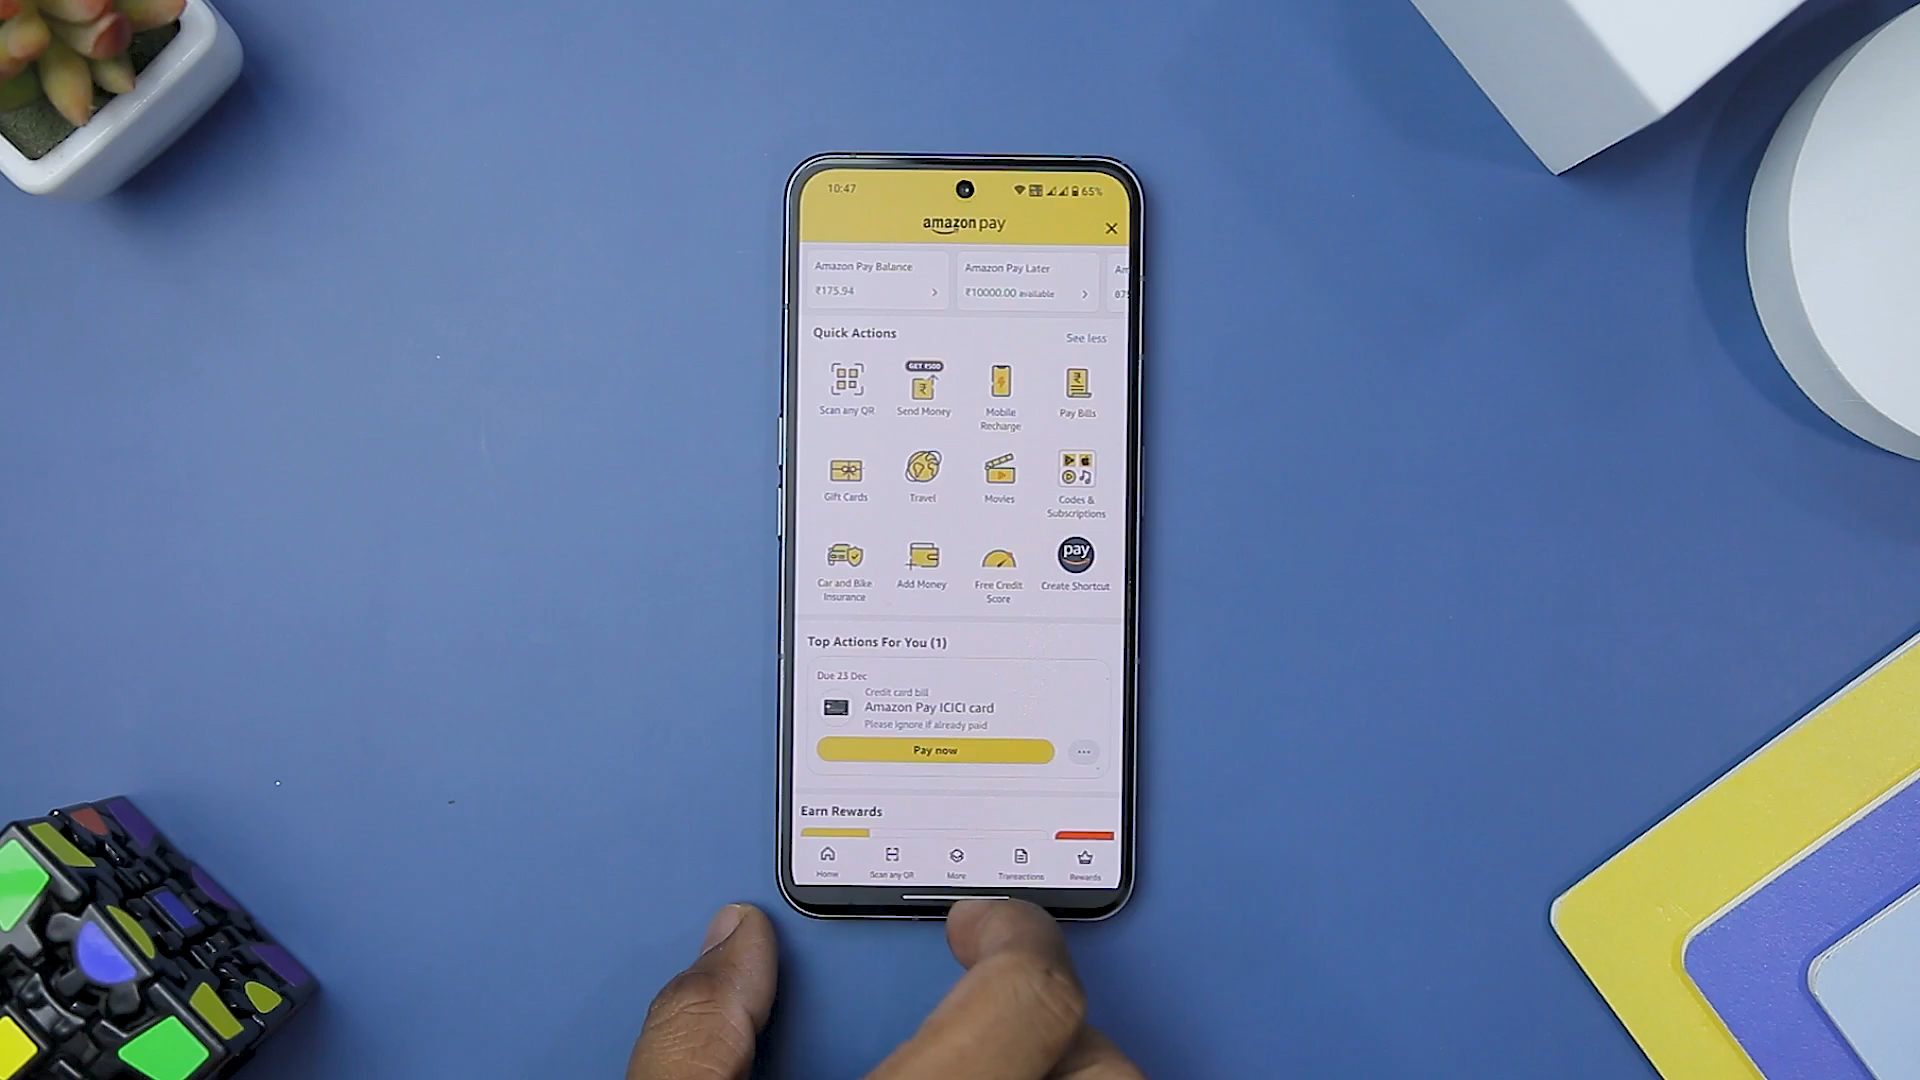 10:47
65%
amazon pay
Amazon Pay Balance
₹175.94
Amazon Pay Later
₹10000.00 available
Am
875
Quick Actions
See less
GET ₹500
Scan any QR
Send Money
Mobile
Recharge
Pay Bills
Gift Cards
Travel
Movies
Codes &
Subscriptions
pay
Car and Bike
Insurance
Add Money
Free Credit
Score
Create Shortcut
Top Actions For You (1)
Due 23 Dec
Credit card bill
Amazon Pay ICICI card
Please ignore if already paid
Pay now
Earn Rewards
Home
Scan any QR
More
Transactions
Rewards